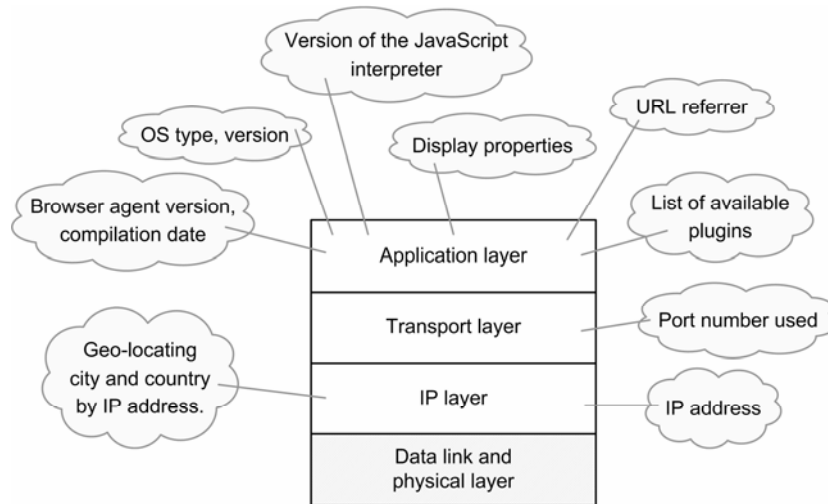 Version of the JavaScript
interpreter
URL referrer
OS type, version
Display properties
Browser agent version,
compilation date
List of available
plugins
Application layer
Transport layer
Port number used
Geo-locating
city and country
by IP address.
IP layer
IP address
Data link and
physical layer